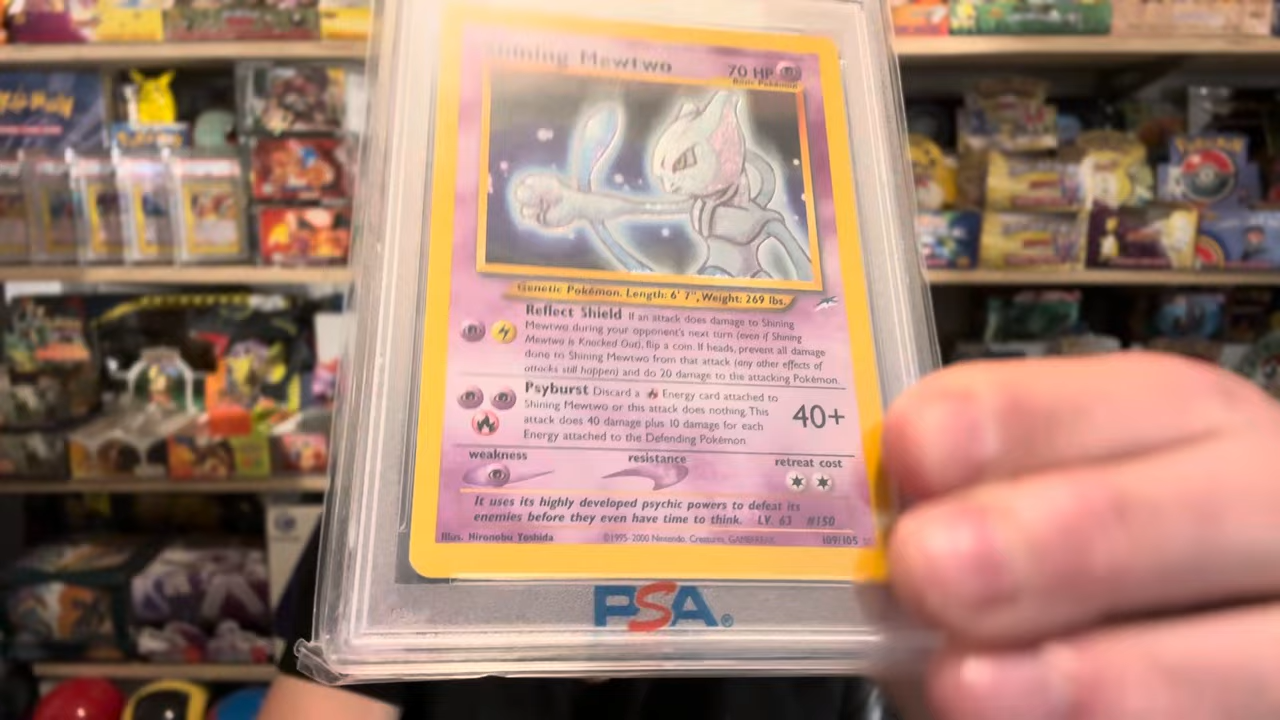 Shining Mewtwo
70 HP
Basic Pokémon
Genetic Pokémon. Length: 6' 7", Weight: 269 lbs.
Reflect Shield If an attack does damage to Shining
Mewtwo during your opponent's next turn (even if Shining
Mewtwo is Knocked Out), flip a coin. If heads, prevent all damage
done to Shining Mewtwo from that attack (any other effects of
attacks still happen) and do 20 damage to the attacking Pokémon.
Psyburst Discard a Energy card attached to
Shining Mewtwo or this attack does nothing. This
attack does 40 damage plus 10 damage for each
Energy attached to the Defending Pokémon.
40+
weakness resistance retreat cost
It uses its highly developed psychic powers to defeat its
enemies before they even have time to think. LV. 63 #150
Illus. Hironobu Yoshida ©1995-2000 Nintendo, Creatures, GAMEFREAK. 109/105
PSA®
Pokémon